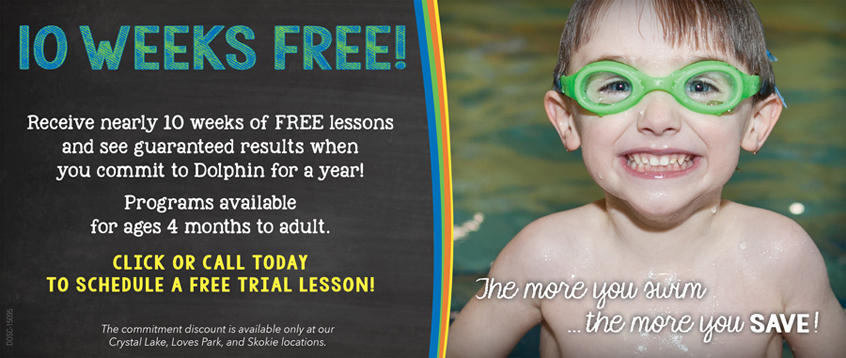 10 WEEKS FREE!
Receive nearly 10 weeks of FREE lessons
and see guaranteed results when
you commit to Dolphin for a year!
Programs available
for ages 4 months to adult.
CLICK OR CALL TODAY
TO SCHEDULE A FREE TRIAL LESSON!
The commitment discount is available only at our
Crystal Lake, Loves Park, and Skokie locations.
DOSC-15095
The more you swim
...the more you SAVE!